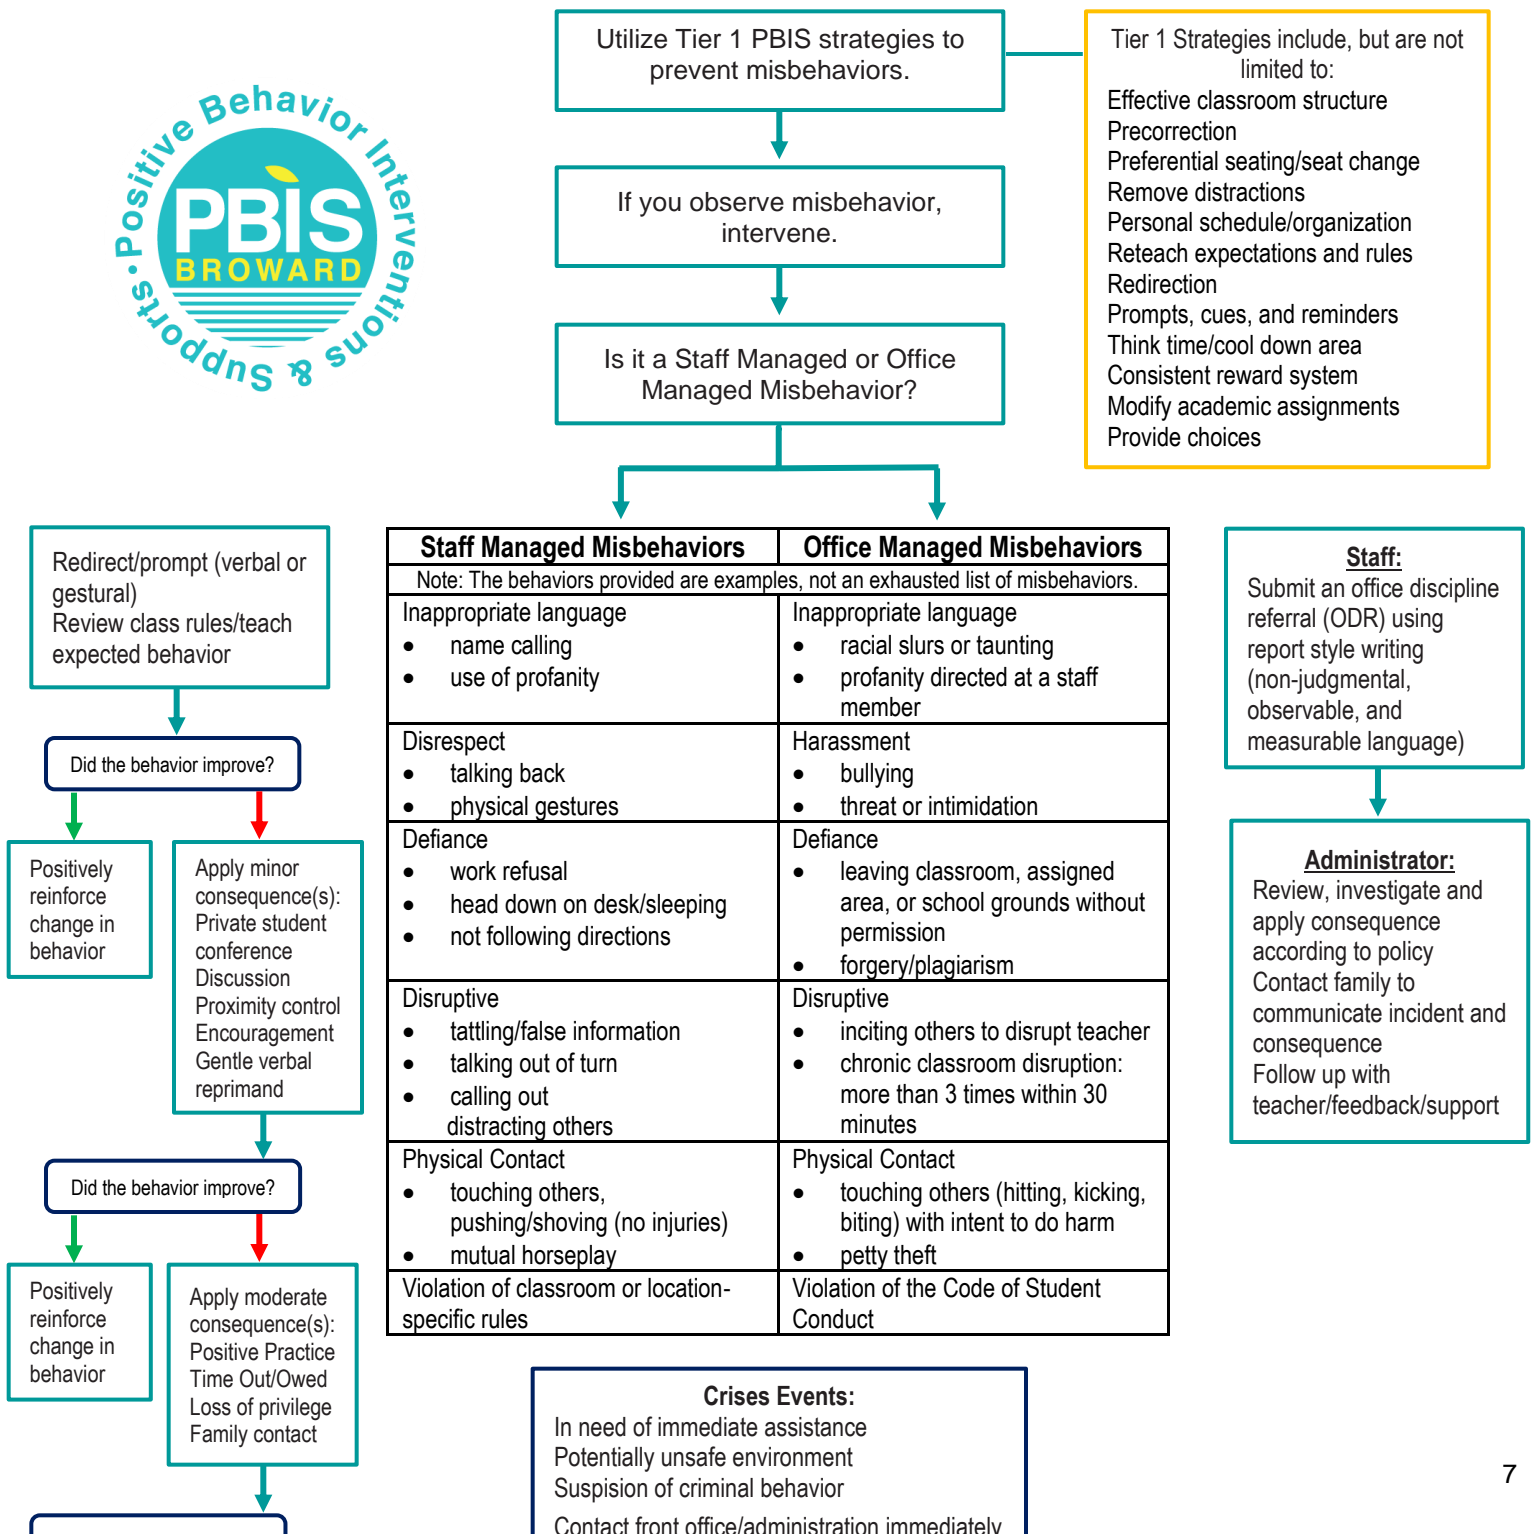 Utilize Tier 1 PBIS strategies to
prevent misbehaviors.
Tier 1 Strategies include, but are not
limited to:
Effective classroom structure
Precorrection
Preferential seating/seat change
Remove distractions
Personal schedule/organization
Reteach expectations and rules
Redirection
Prompts, cues, and reminders
Think time/cool down area
Consistent reward system
Modify academic assignments
Provide choices
Positive Behavior Interventions & Supports •
PBIS
BROWARD
If you observe misbehavior,
intervene.
Is it a Staff Managed or Office
Managed Misbehavior?
Redirect/prompt (verbal or
gestural)
Review class rules/teach
expected behavior
Did the behavior improve?
Positively
reinforce
change in
behavior
Apply minor
consequence(s):
Private student
conference
Discussion
Proximity control
Encouragement
Gentle verbal
reprimand
Did the behavior improve?
Positively
reinforce
change in
behavior
Apply moderate
consequence(s):
Positive Practice
Time Out/Owed
Loss of privilege
Family contact
Staff Managed Misbehaviors
Office Managed Misbehaviors
Note: The behaviors provided are examples, not an exhausted list of misbehaviors.
Inappropriate language
• name calling
• use of profanity
Inappropriate language
• racial slurs or taunting
• profanity directed at a staff
member
Disrespect
• talking back
• physical gestures
Harassment
• bullying
• threat or intimidation
Defiance
• work refusal
• head down on desk/sleeping
• not following directions
Defiance
• leaving classroom, assigned
area, or school grounds without
permission
• forgery/plagiarism
Disruptive
• tattling/false information
• talking out of turn
• calling out
distracting others
Disruptive
• inciting others to disrupt teacher
• chronic classroom disruption:
more than 3 times within 30
minutes
Physical Contact
• touching others,
pushing/shoving (no injuries)
• mutual horseplay
Physical Contact
• touching others (hitting, kicking,
biting) with intent to do harm
• petty theft
Violation of classroom or location-
specific rules
Violation of the Code of Student
Conduct
Staff:
Submit an office discipline
referral (ODR) using
report style writing
(non-judgmental,
observable, and
measurable language)
Administrator:
Review, investigate and
apply consequence
according to policy
Contact family to
communicate incident and
consequence
Follow up with
teacher/feedback/support
Crises Events:
In need of immediate assistance
Potentially unsafe environment
Suspision of criminal behavior
Contact front office/administration immediately
7